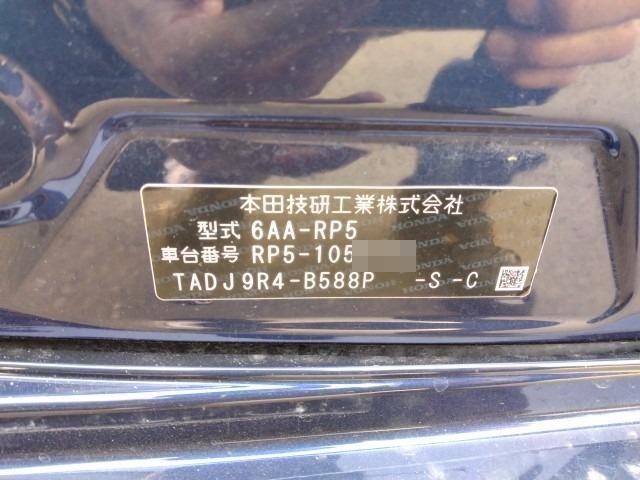 本田技研工業株式会社
型式 6AA-RP5
車台番号 RP5-105
TADJ9R4-B588P -S -C